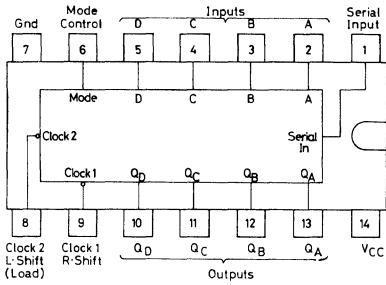 Inputs
Gnd Mode Control D C B A Serial Input
7 6 5 4 3 2 1
Mode D C B A
Clock 2 Serial In
Clock 1 QD QC QB QA
8 9 10 11 12 13 14
Clock 2 L-Shift (Load) Clock 1 R-Shift QD QC QB QA VCC
Outputs